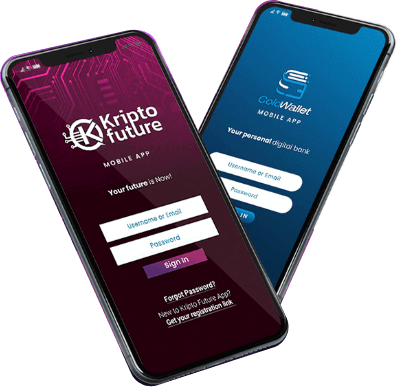 Kripto
future
MOBILE APP
Your future is Now!
Username or Email
Password
Sign In
Forgot Password?
New to Kripto Future App?
Get your registration link
ColdWallet
MOBILE APP
Your personal digital bank
Username or Email
Password
IN